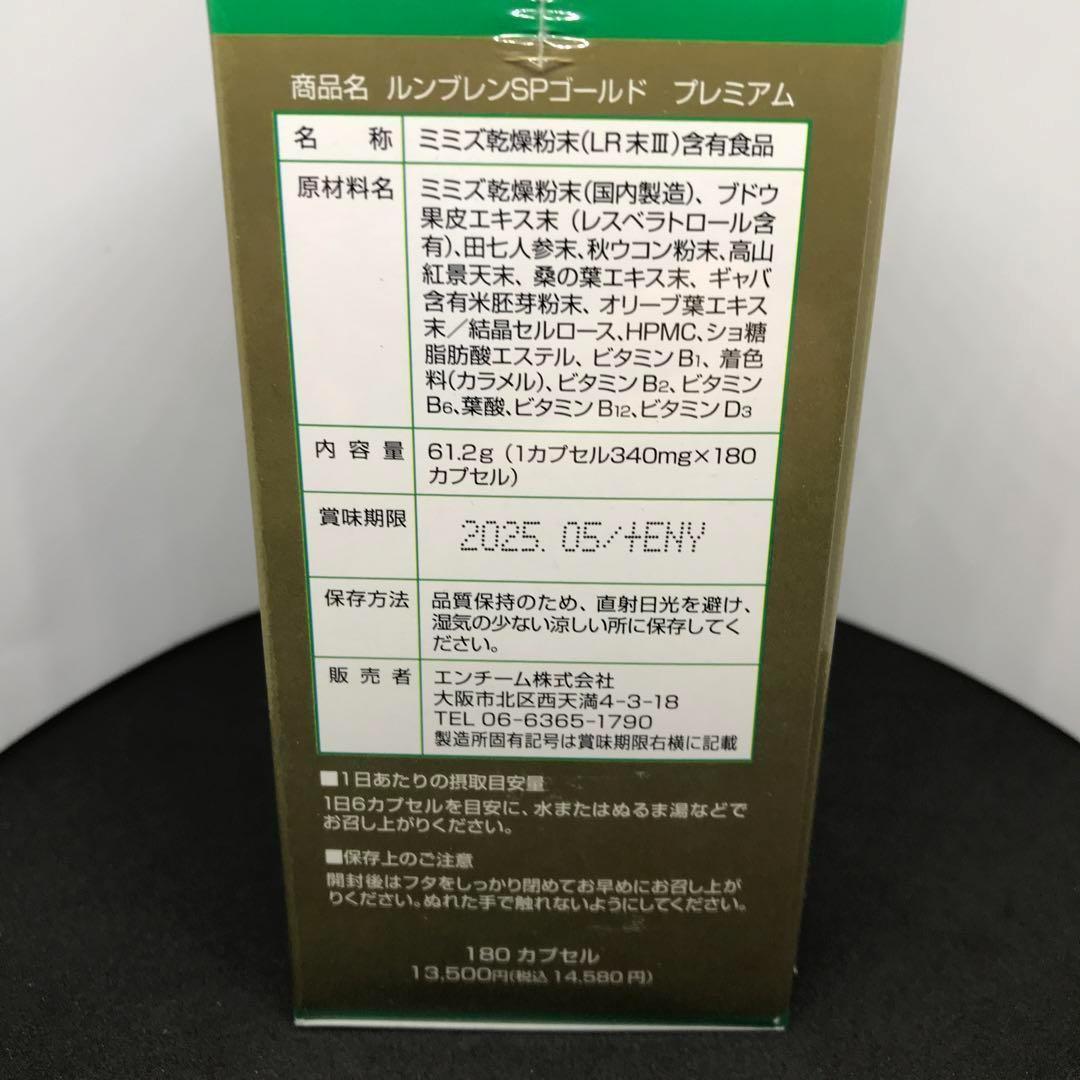 商品名 ルンブレンSPゴールド プレミアム
名称 ミミズ乾燥粉末(LR末Ⅲ)含有食品
原材料名 ミミズ乾燥粉末(国内製造)、ブドウ
果皮エキス末(レスベラトロール含
有)、田七人参末、秋ウコン粉末、高山
紅景天末、桑の葉エキス末、ギャバ
含有米胚芽粉末、オリーブ葉エキス
末/結晶セルロース、HPMC、ショ糖
脂肪酸エステル、ビタミンB1、着色
料(カラメル)、ビタミンB2、ビタミン
B6、葉酸、ビタミンB12、ビタミンD3
内容量 61.2g(1カプセル340mg×180
カプセル)
賞味期限 2025. 05/+ENY
保存方法 品質保持のため、直射日光を避け、
湿気の少ない涼しい所に保存してく
ださい。
販売者 エンチーム株式会社
大阪市北区西天満4-3-18
TEL 06-6365-1790
製造所固有記号は賞味期限右横に記載
■1日あたりの摂取目安量
1日6カプセルを目安に、水またはぬるま湯などで
お召し上がりください。
■保存上のご注意
開封後はフタをしっかり閉めてお早めにお召し上が
りください。ぬれた手で触れないようにしてください。
180カプセル
13,500円(税込 14,580円)